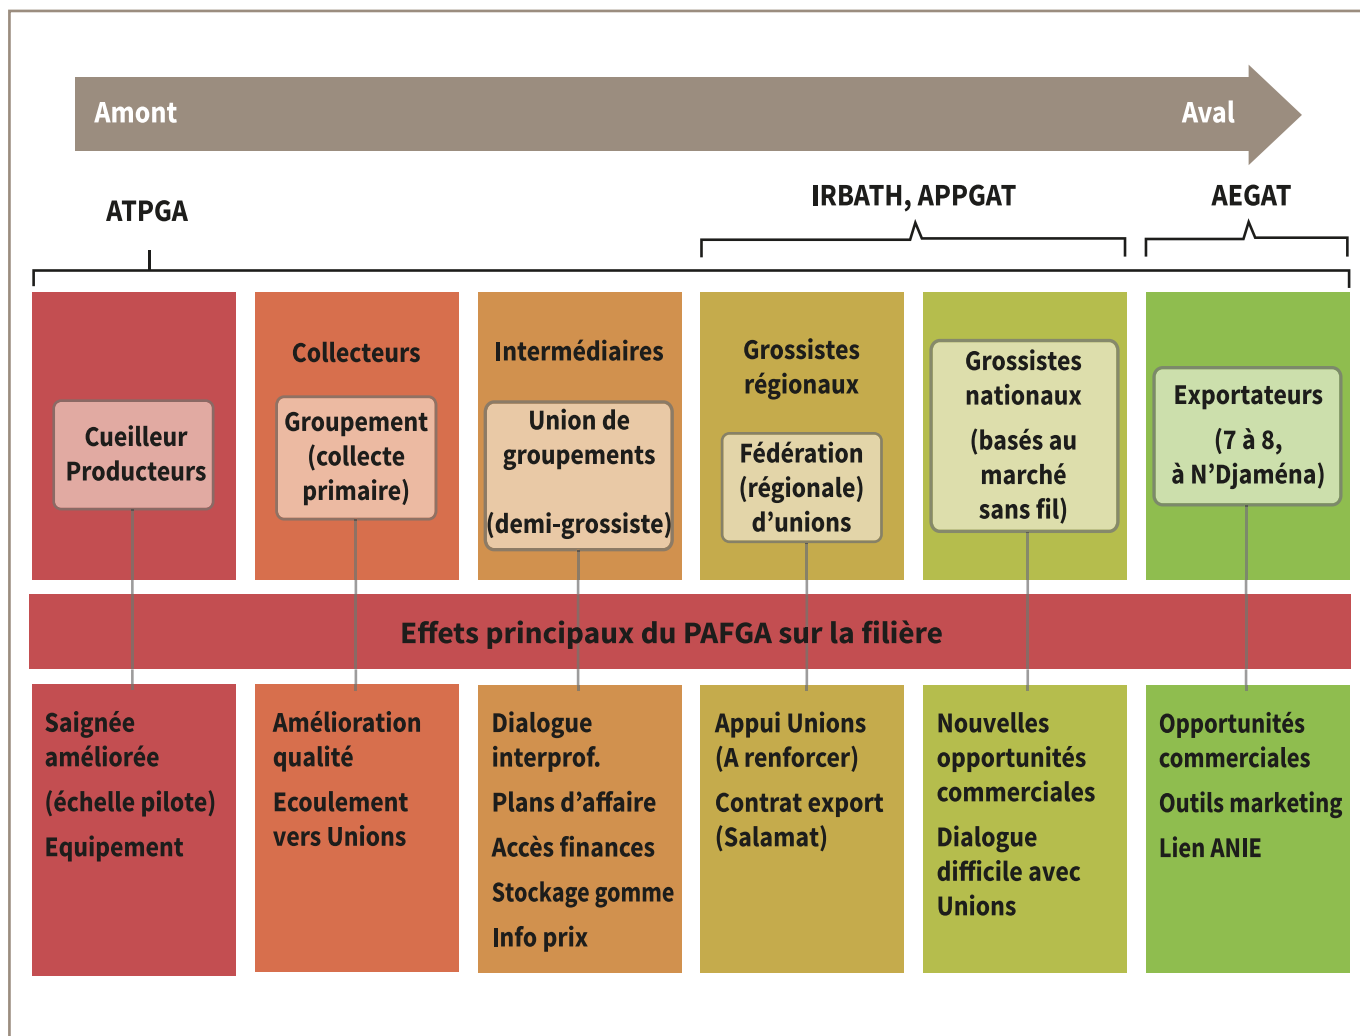 Amont
Aval
ATPGA
IRBATH, APPGAT
AEGAT
Cueilleur
Producteurs
Collecteurs
Groupement
(collecte
primaire)
Intermédiaires
Union de
groupements
(demi-grossiste)
Grossistes
régionaux
Fédération
(régionale)
d’unions
Grossistes
nationaux
(basés au
marché
sans fil)
Exportateurs
(7 à 8,
à N’Djaména)
Effets principaux du PAFGA sur la filière
Saignée
améliorée
(échelle pilote)
Equipement
Amélioration
qualité
Ecoulement
vers Unions
Dialogue
interprof.
Plans d’affaire
Accès finances
Stockage gomme
Info prix
Appui Unions
(A renforcer)
Contrat export
(Salamat)
Nouvelles
opportunités
commerciales
Dialogue
difficile avec
Unions
Opportunités
commerciales
Outils marketing
Lien ANIE